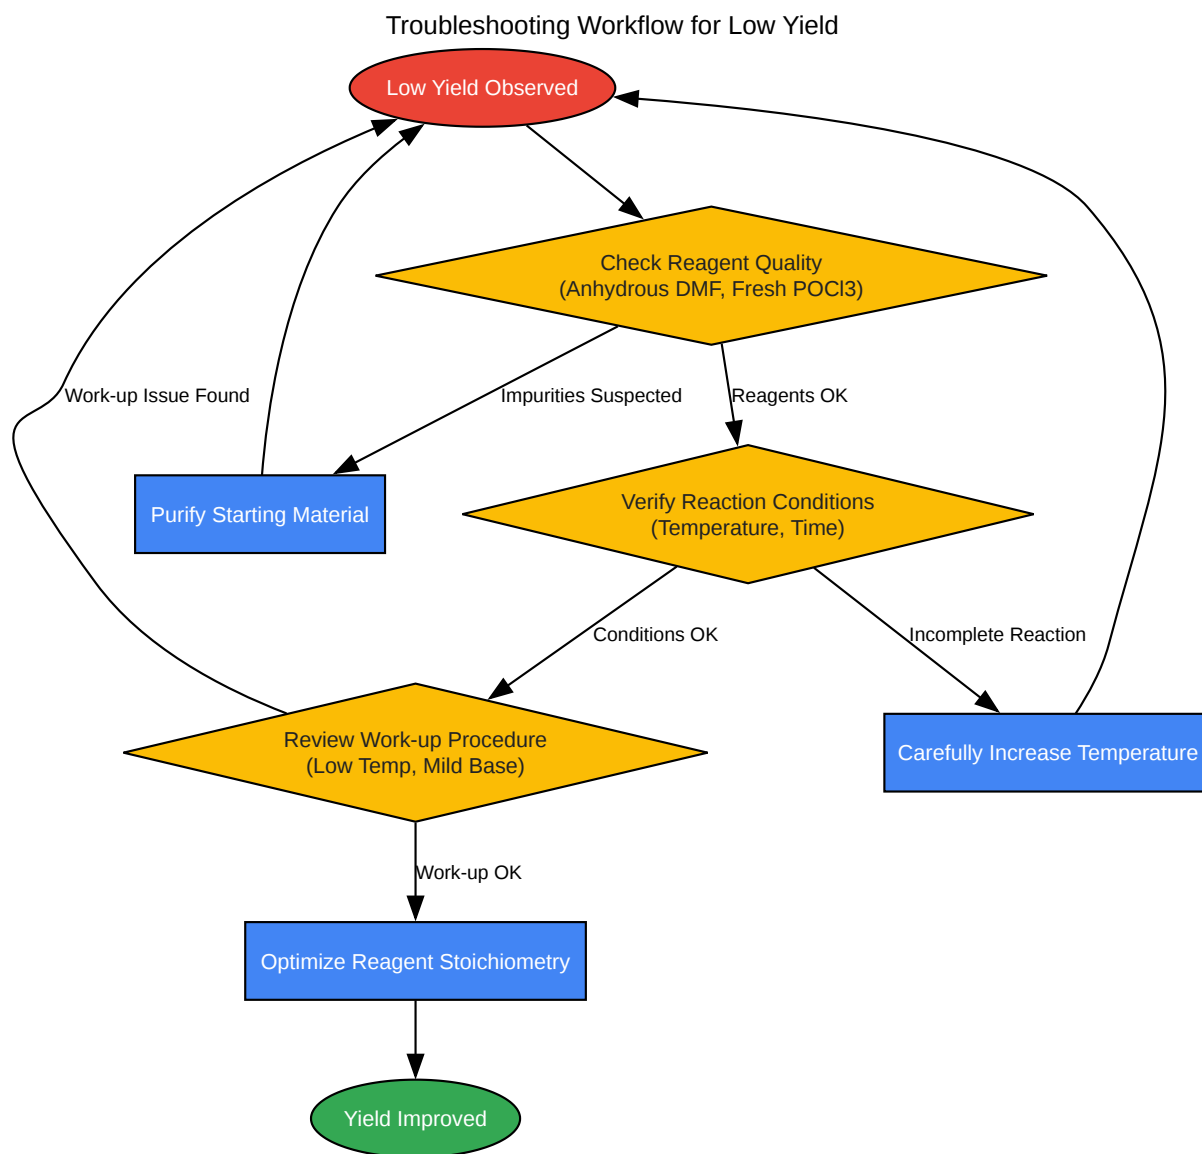 Troubleshooting Workflow for Low Yield
Low Yield Observed
Check Reagent Quality
(Anhydrous DMF, Fresh POCl3)
Work-up Issue Found
Impurities Suspected
Reagents OK
Purify Starting Material
Verify Reaction Conditions
(Temperature, Time)
Conditions OK
Incomplete Reaction
Review Work-up Procedure
(Low Temp, Mild Base)
Carefully Increase Temperature
Work-up OK
Optimize Reagent Stoichiometry
Yield Improved